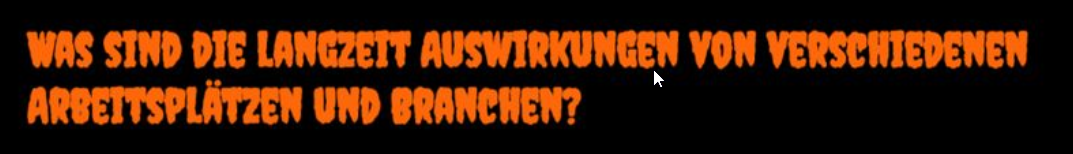 WAS SIND DIE LANGZEIT AUSWIRKUNGEN VON VERSCHIEDENEN
ARBEITSPLÄTZEN UND BRANCHEN?